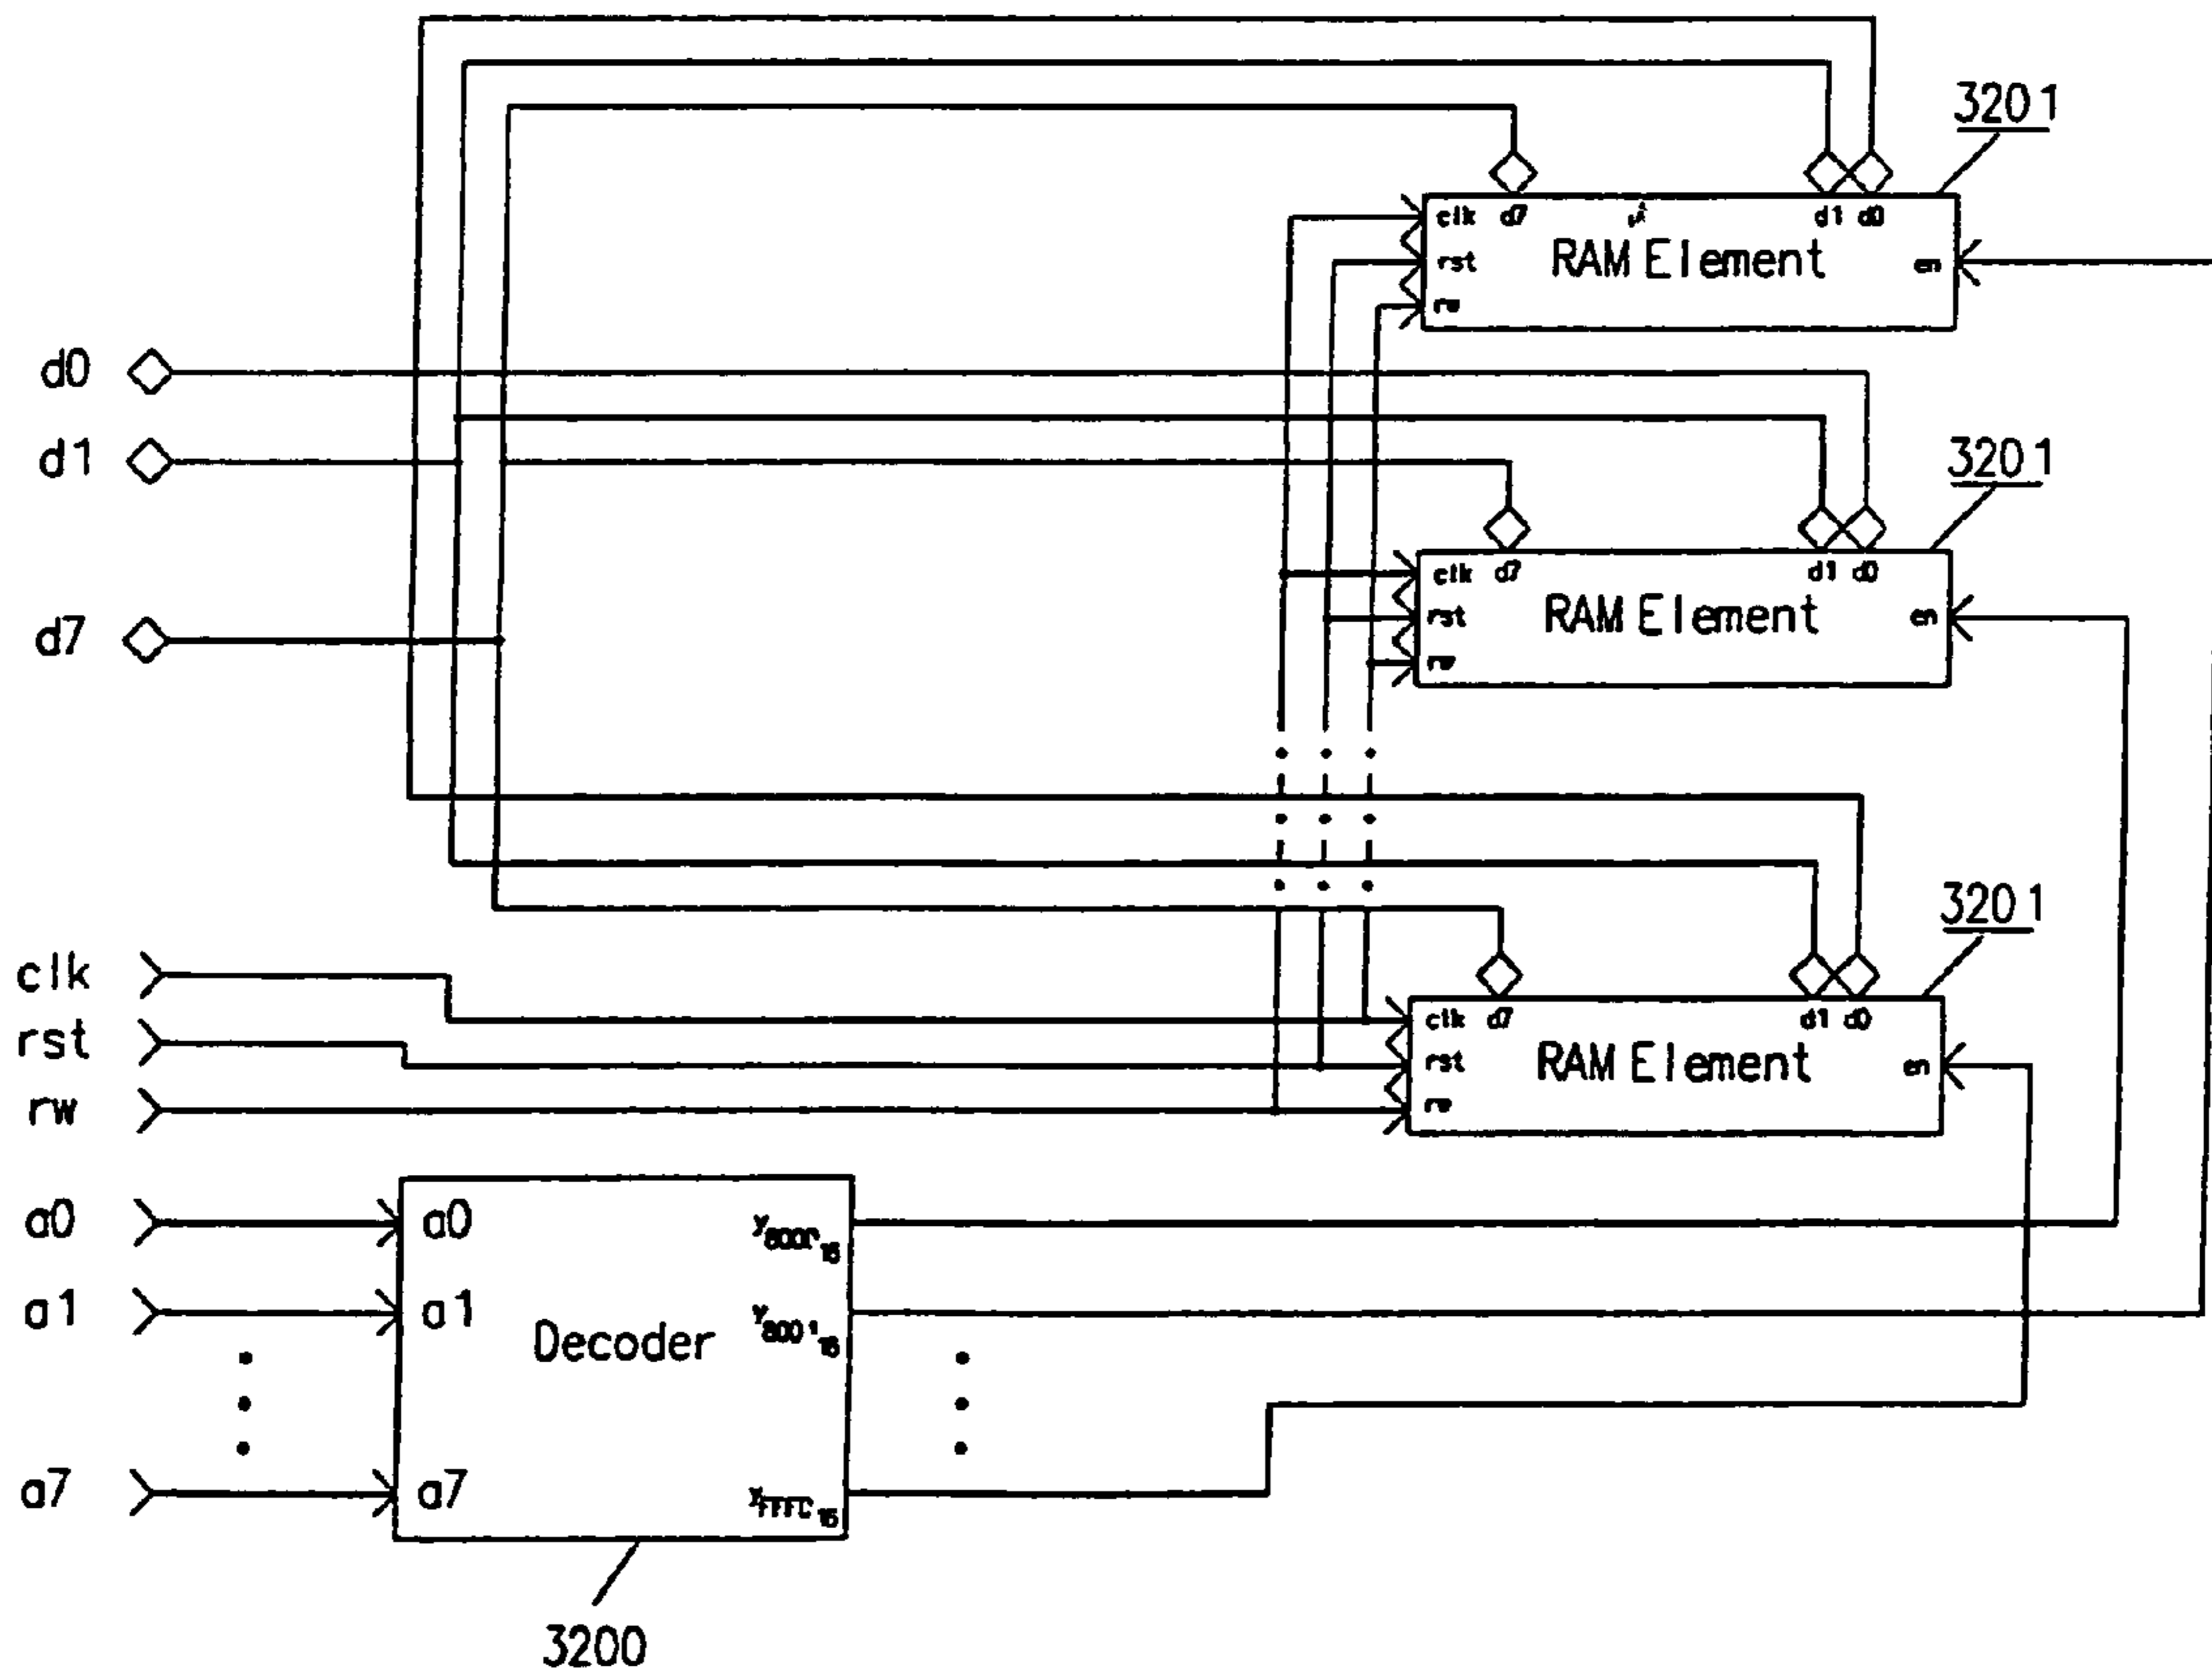 3201
clk d7 d1 d0
rst RAM Element en
rw
d0
d1
3201
clk d7 d1 d0
rst RAM Element en
rw
d7
3201
clk
clk d7 d1 d0
rst
rst RAM Element en
rw
rw
a0
a0
a1
a1
Decoder
a7
a7
3200